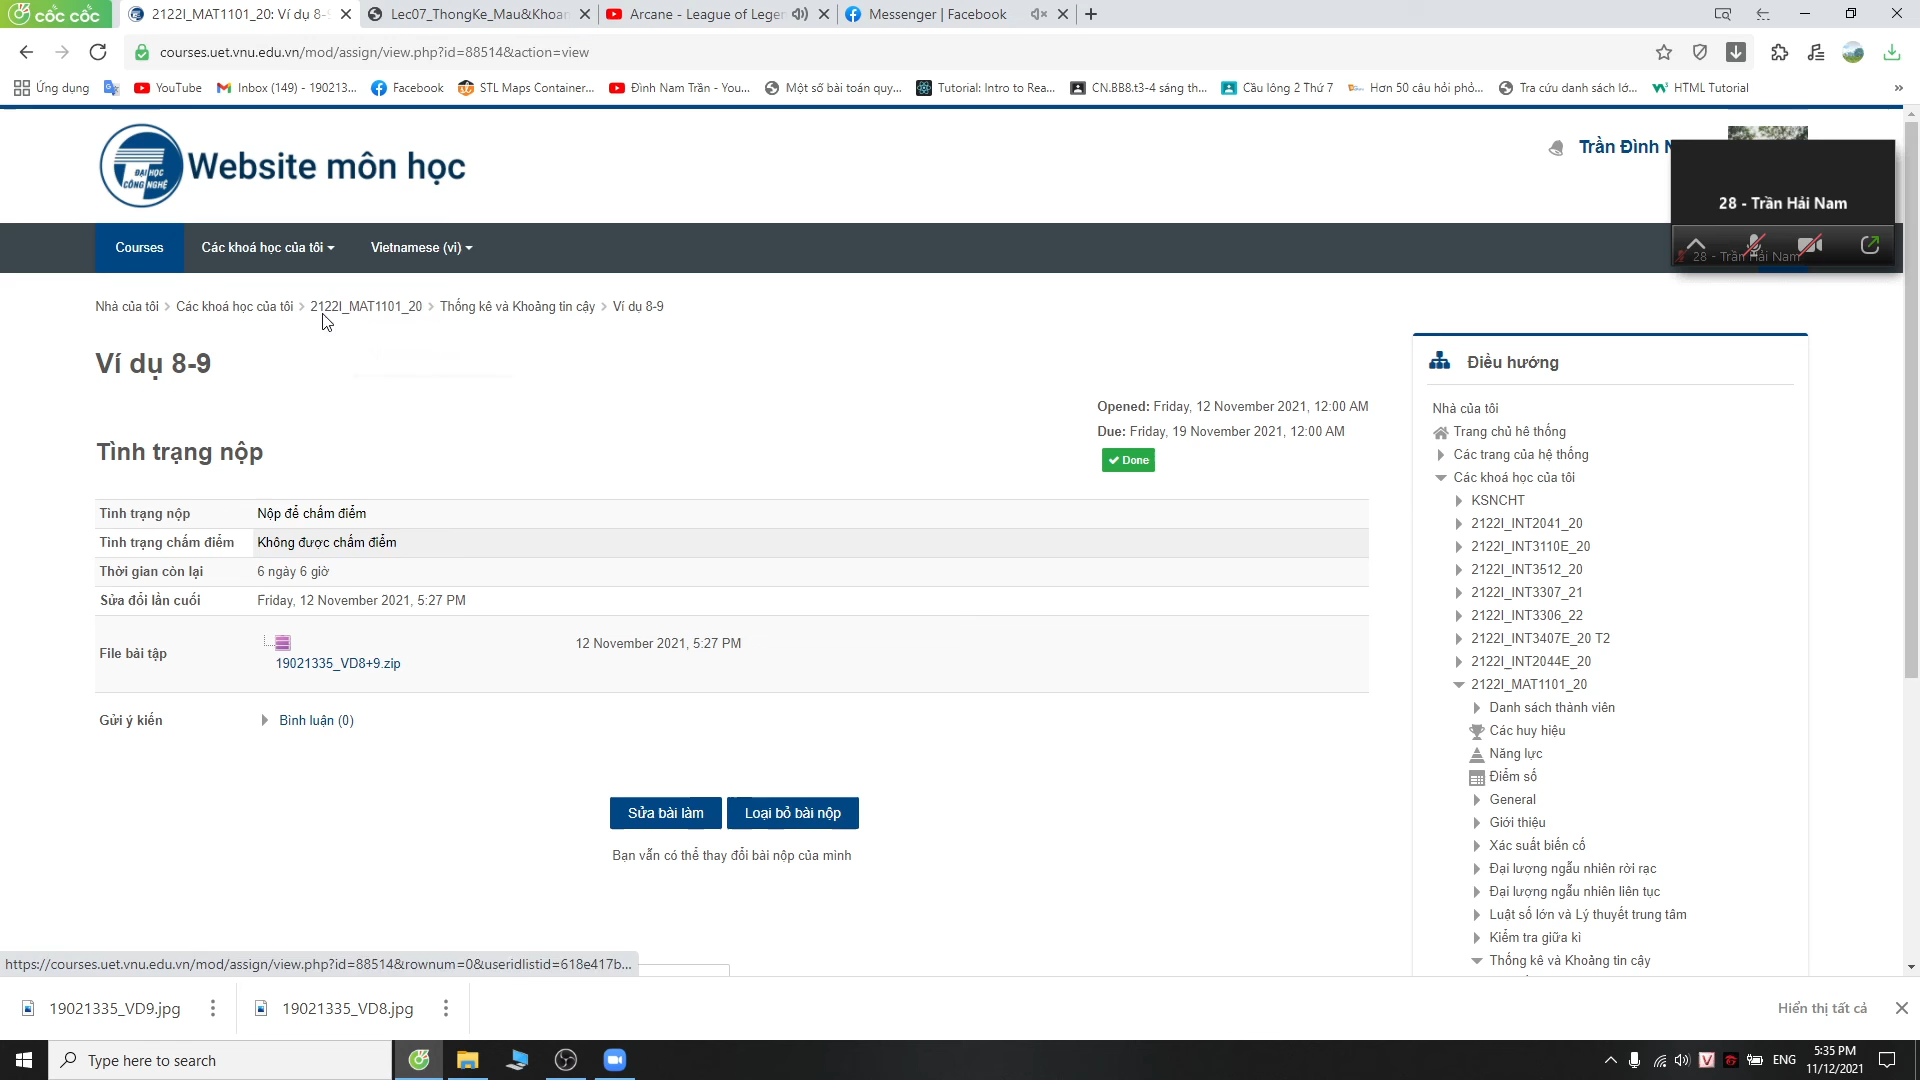 cốc cốc
2122I_MAT1101_20: Ví dụ 8-
Lec07_ThongKe_Mau&Khoan
Arcane - League of Leger
Messenger | Facebook
courses.uet.vnu.edu.vn/mod/assign/view.php?id=88514&action=view
Ứng dụng
YouTube
Inbox (149) - 190213...
Facebook
STL Maps Container...
Đình Nam Trần - You...
Một số bài toán quy...
Tutorial: Intro to Rea...
CN.BB8.t3-4 sáng th...
Cầu lông 2 Thứ 7
Hơn 50 câu hỏi phỏ...
Tra cứu danh sách ló...
HTML Tutorial
ĐẠI HỌC
CÔNG NGHỆ
Website môn học
Trần Đình N
28 - Trần Hải Nam
28 - Trần Hải Nam
Courses
Các khoá học của tôi
Vietnamese (vi)
Nhà của tôi > Các khoá học của tôi > 2122I_MAT1101_20 > Thống kê và Khoảng tin cậy > Ví dụ 8-9
Ví dụ 8-9
Opened: Friday, 12 November 2021, 12:00 AM
Due: Friday, 19 November 2021, 12:00 AM
Done
Tình trạng nộp
Tình trạng nộp Nộp để chấm điểm
Tình trạng chấm điểm Không được chấm điểm
Thời gian còn lại 6 ngày 6 giờ
Sửa đổi lần cuối Friday, 12 November 2021, 5:27 PM
File bài tập
19021335_VD8+9.zip
12 November 2021, 5:27 PM
Gửi ý kiến
Bình luận (0)
Sửa bài làm
Loại bỏ bài nộp
Bạn vẫn có thể thay đổi bài nộp của mình
Điều hướng
Nhà của tôi
Trang chủ hệ thống
Các trang của hệ thống
Các khoá học của tôi
KSNCHT
2122I_INT2041_20
2122I_INT3110E_20
2122I_INT3512_20
2122I_INT3307_21
2122I_INT3306_22
2122I_INT3407E_20 T2
2122I_INT2044E_20
2122I_MAT1101_20
Danh sách thành viên
Các huy hiệu
Năng lực
Điểm số
General
Giới thiệu
Xác suất biến cố
Đại lượng ngẫu nhiên rời rạc
Đại lượng ngẫu nhiên liên tục
Luật số lớn và Lý thuyết trung tâm
Kiểm tra giữa kì
Thống kê và Khoảng tin cậy
https://courses.uet.vnu.edu.vn/mod/assign/view.php?id=88514&rownum=0&useridlistid=618e417b...
19021335_VD9.jpg
19021335_VD8.jpg
Hiển thị tất cả
Type here to search
ENG
5:35 PM
11/12/2021